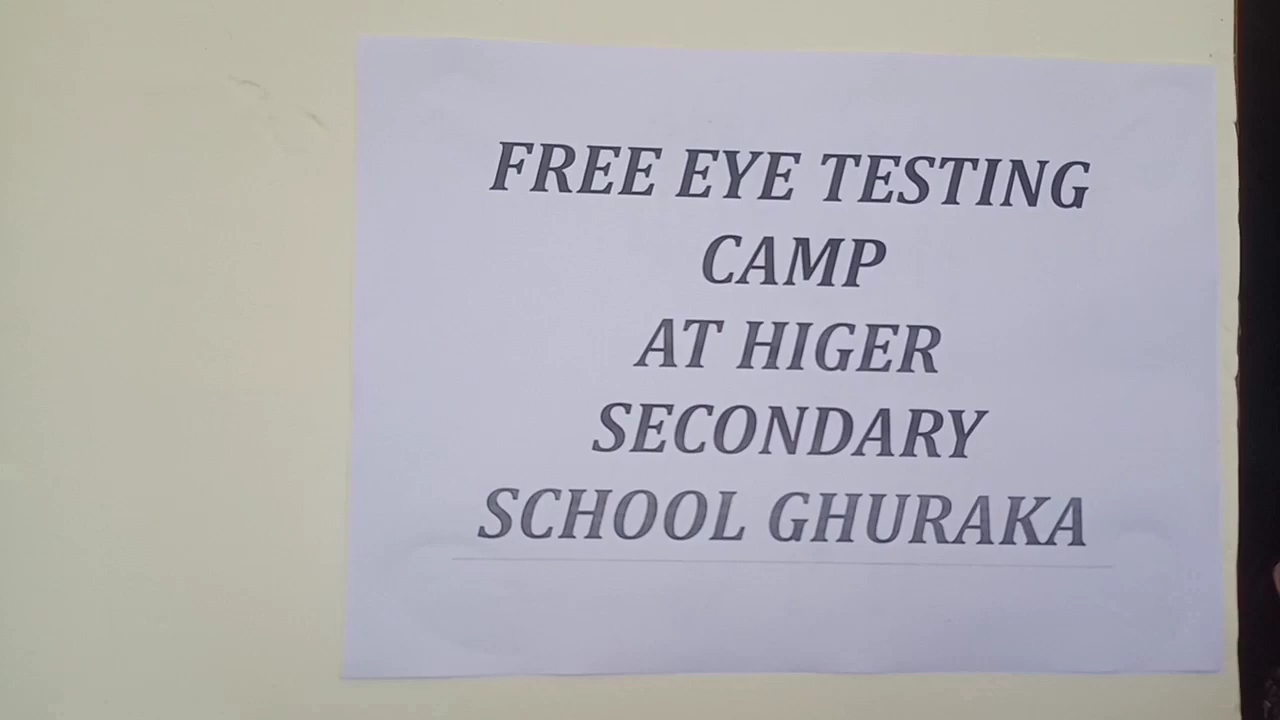 FREE EYE TESTING
CAMP
AT HIGER
SECONDARY
SCHOOL GHURAKA